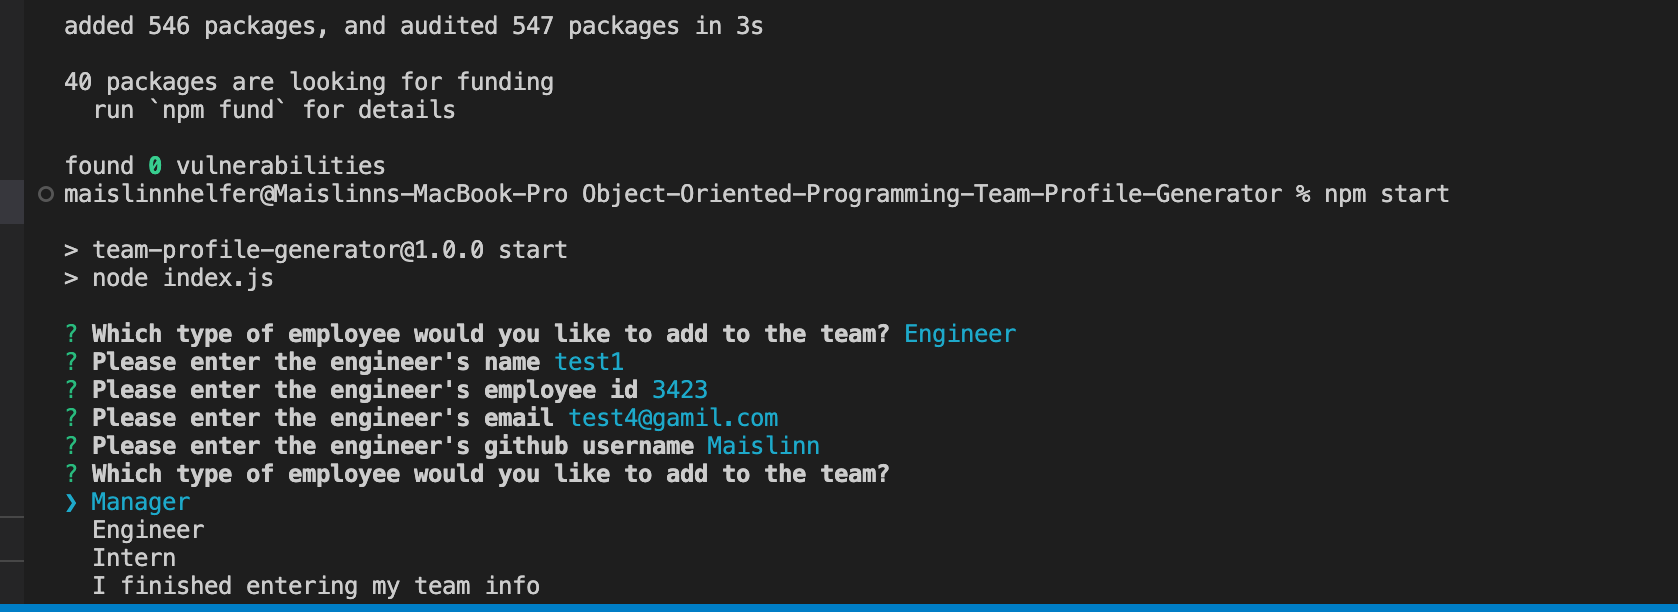 added 546 packages, and audited 547 packages in 3s
40 packages are looking for funding
run `npm fund` for details
found 0 vulnerabilities
maislinnhelfer@Maislinns-MacBook-Pro Object-Oriented-Programming-Team-Profile-Generator % npm start
> team-profile-generator@1.0.0 start
> node index.js
? Which type of employee would you like to add to the team? Engineer
? Please enter the engineer's name test1
? Please enter the engineer's employee id 3423
? Please enter the engineer's email test4@gamil.com
? Please enter the engineer's github username Maislinn
? Which type of employee would you like to add to the team?
❯ Manager
Engineer
Intern
I finished entering my team info